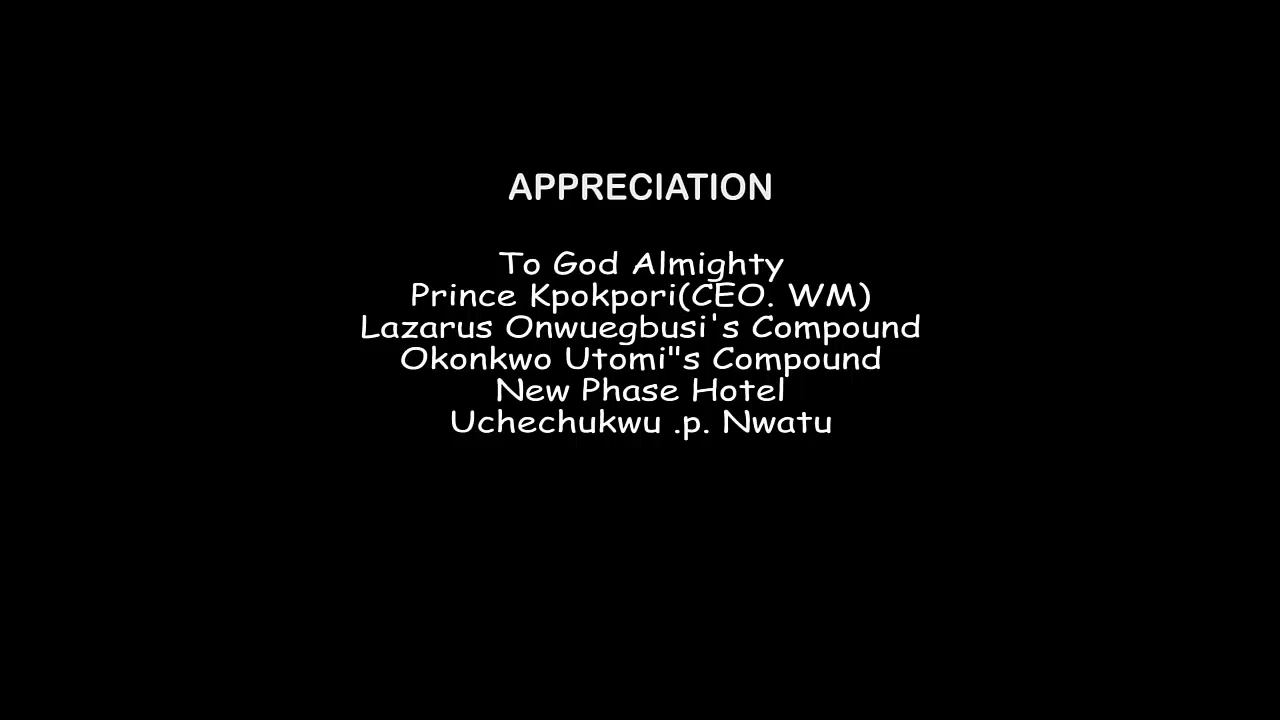 APPRECIATION
To God Almighty
Prince Kpokpori(CEO. WM)
Lazarus Onwuegbusi's Compound
Okonkwo Utomi"s Compound
New Phase Hotel
Uchechukwu .p. Nwatu